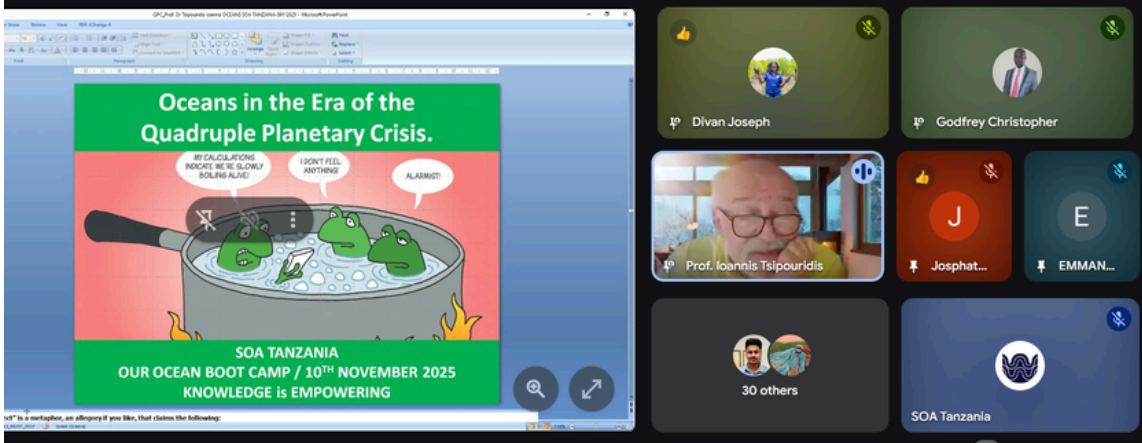 Oceans in the Era of the
Quadruple Planetary Crisis.
MY CALCULATIONS
INDICATE WE'RE SLOWLY
BOILING ALIVE!
I DON'T FEEL
ANYTHING!
ALARMIST!
SOA TANZANIA
OUR OCEAN BOOT CAMP / 10TH NOVEMBER 2025
KNOWLEDGE is EMPOWERING
ect" is a metaphor, an allegory if you like, that claims the following:
Divan Joseph
Godfrey Christopher
Prof. Ioannis Tsipouridis
J
Josphat...
E
EMMAN...
30 others
SOA Tanzania